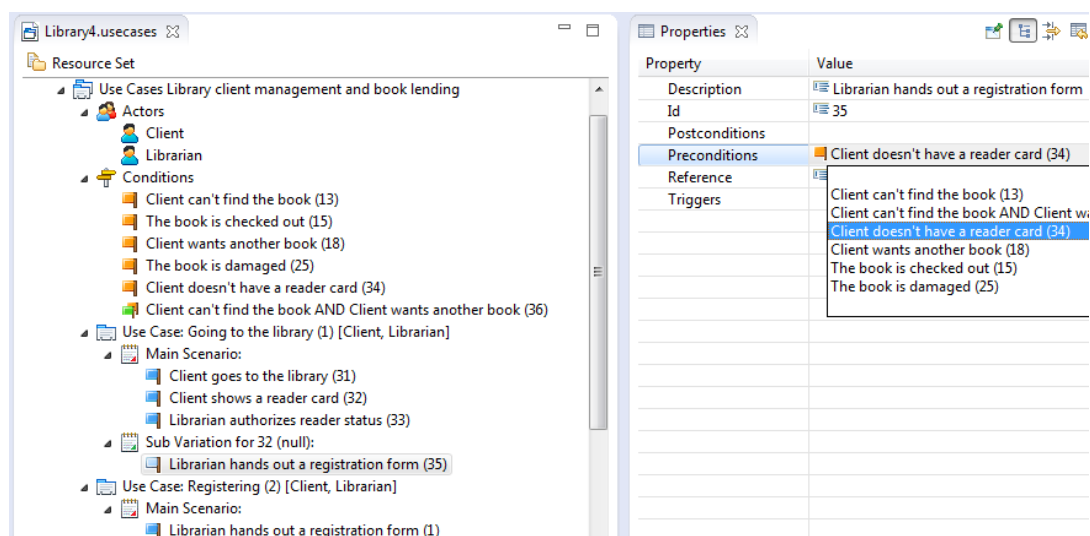 Library4.usecases
Resource Set
Use Cases Library client management and book lending
Actors
Client
Librarian
Conditions
Client can't find the book (13)
The book is checked out (15)
Client wants another book (18)
The book is damaged (25)
Client doesn't have a reader card (34)
Client can't find the book AND Client wants another book (36)
Use Case: Going to the library (1) [Client, Librarian]
Main Scenario:
Client goes to the library (31)
Client shows a reader card (32)
Librarian authorizes reader status (33)
Sub Variation for 32 (null):
Librarian hands out a registration form (35)
Use Case: Registering (2) [Client, Librarian]
Main Scenario:
Librarian hands out a registration form (1)
Properties
Property Value
Description Librarian hands out a registration form
Id 35
Postconditions
Preconditions Client doesn't have a reader card (34)
Reference
Triggers
Client can't find the book (13)
Client can't find the book AND Client wa
Client doesn't have a reader card (34)
Client wants another book (18)
The book is checked out (15)
The book is damaged (25)